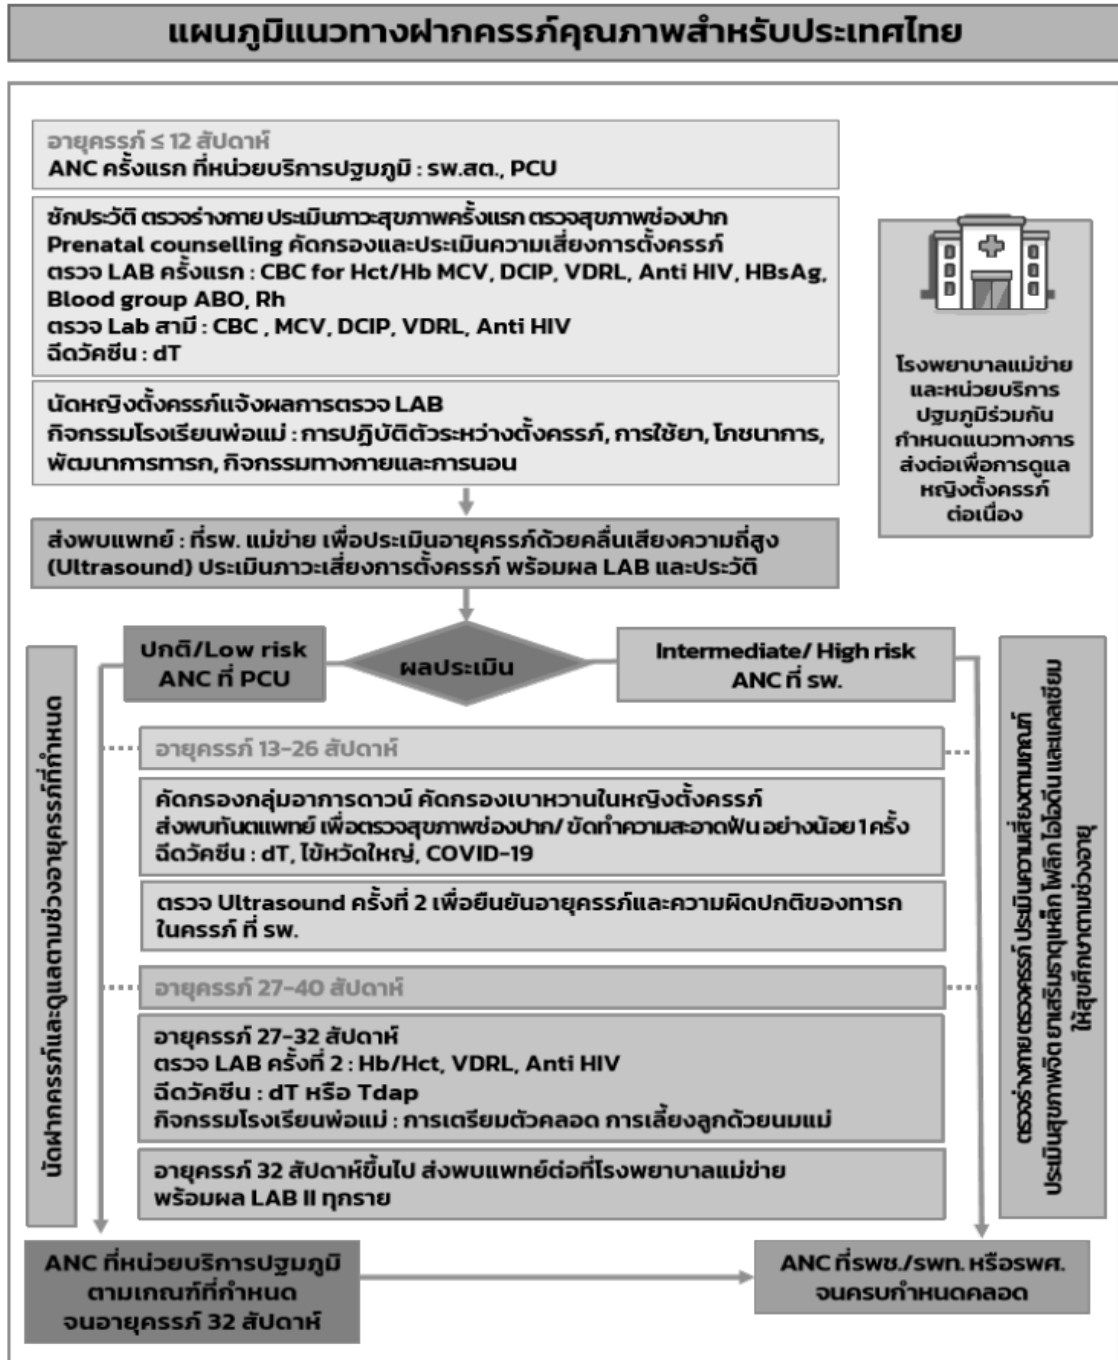 แผนภูมิแนวทางฝากครรภ์คุณภาพสำหรับประเทศไทย
อายุครรภ์ ≤ 12 สัปดาห์
ANC ครั้งแรก ที่หน่วยบริการปฐมภูมิ : รพ.สต., PCU
ซักประวัติ ตรวจร่างกาย ประเมินภาวะสุขภาพครั้งแรก ตรวจสุขภาพช่องปาก
Prenatal counselling คัดกรองและประเมินความเสี่ยงการตั้งครรภ์
ตรวจ LAB ครั้งแรก : CBC for Hct/Hb MCV, DCIP, VDRL, Anti HIV, HBsAg,
Blood group ABO, Rh
ตรวจ Lab สามี : CBC , MCV, DCIP, VDRL, Anti HIV
ฉีดวัคซีน : dT
นัดหญิงตั้งครรภ์แจ้งผลการตรวจ LAB
กิจกรรมโรงเรียนพ่อแม่ : การปฏิบัติตัวระหว่างตั้งครรภ์, การใช้ยา, โภชนาการ,
พัฒนาการทารก, กิจกรรมทางกายและการนอน
โรงพยาบาลแม่ข่าย
และหน่วยบริการ
ปฐมภูมิร่วมกัน
กำหนดแนวทางการ
ส่งต่อเพื่อการดูแล
หญิงตั้งครรภ์
ต่อเนื่อง
ส่งพบแพทย์ : ที่รพ. แม่ข่าย เพื่อประเมินอายุครรภ์ด้วยคลื่นเสียงความถี่สูง
(Ultrasound) ประเมินภาวะเสี่ยงการตั้งครรภ์ พร้อมผล LAB และประวัติ
ปกติ/Low risk
ANC ที่ PCU
ผลประเมิน
Intermediate/ High risk
ANC ที่ รพ.
นัดฝากครรภ์และดูแลตามช่วงอายุครรภ์ที่กำหนด
อายุครรภ์ 13-26 สัปดาห์
คัดกรองกลุ่มอาการดาวน์ คัดกรองเบาหวานในหญิงตั้งครรภ์
ส่งพบทันตแพทย์ เพื่อตรวจสุขภาพช่องปาก/ ขัดทำความสะอาดฟัน อย่างน้อย 1 ครั้ง
ฉีดวัคซีน : dT, ไข้หวัดใหญ่, COVID-19
ตรวจ Ultrasound ครั้งที่ 2 เพื่อยืนยันอายุครรภ์และความผิดปกติของทารก
ในครรภ์ ที่ รพ.
อายุครรภ์ 27-40 สัปดาห์
อายุครรภ์ 27-32 สัปดาห์
ตรวจ LAB ครั้งที่ 2 : Hb/Hct, VDRL, Anti HIV
ฉีดวัคซีน : dT หรือ Tdap
กิจกรรมโรงเรียนพ่อแม่ : การเตรียมตัวคลอด การเลี้ยงลูกด้วยนมแม่
อายุครรภ์ 32 สัปดาห์ขึ้นไป ส่งพบแพทย์ต่อที่โรงพยาบาลแม่ข่าย
พร้อมผล LAB II ทุกราย
ตรวจร่างกาย ตรวจครรภ์ ประเมินความเสี่ยงตามเกณฑ์
ประเมินสุขภาพจิต ยาเสริมธาตุเหล็ก โฟลิก ไอโอดีน และแคลเซียม
ให้สุขศึกษาตามช่วงอายุ
ANC ที่หน่วยบริการปฐมภูมิ
ตามเกณฑ์ที่กำหนด
จนอายุครรภ์ 32 สัปดาห์
ANC ที่รพช./รพท. หรือรพศ.
จนครบกำหนดคลอด